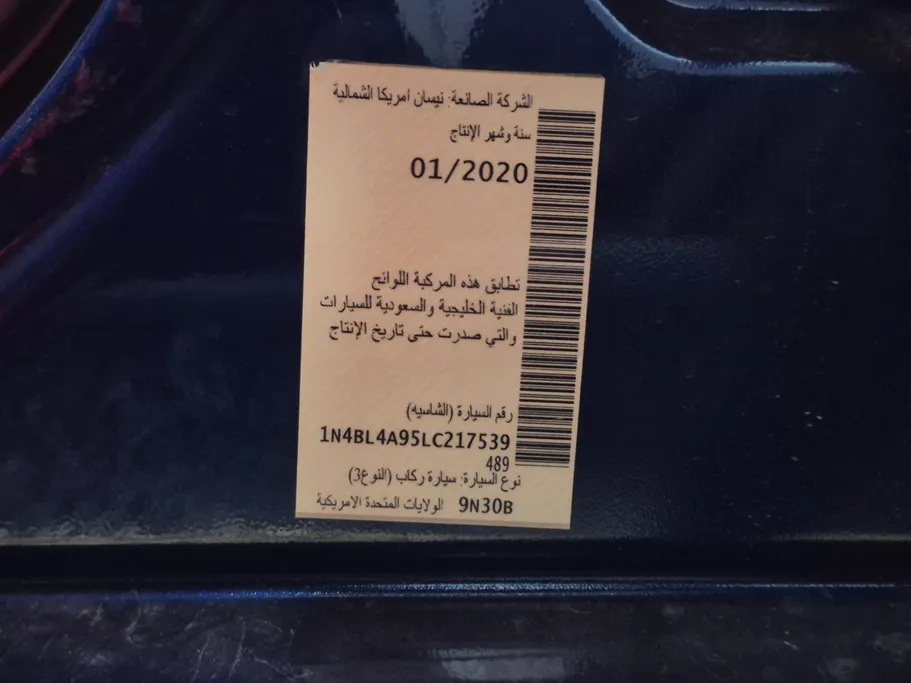 الشركة الصانعة: نيسان امريكا الشمالية
سنة وشهر الإنتاج
01/2020
تطابق هذه المركبة اللوائح
الفنية الخليجية والسعودية للسيارات
والتي صدرت حتى تاريخ الإنتاج
رقم السيارة (الشاسيه)
1N4BL4A95LC217539
489
نوع السيارة: سيارة ركاب (النوع3)
9N30B الولايات المتحدة الامريكية